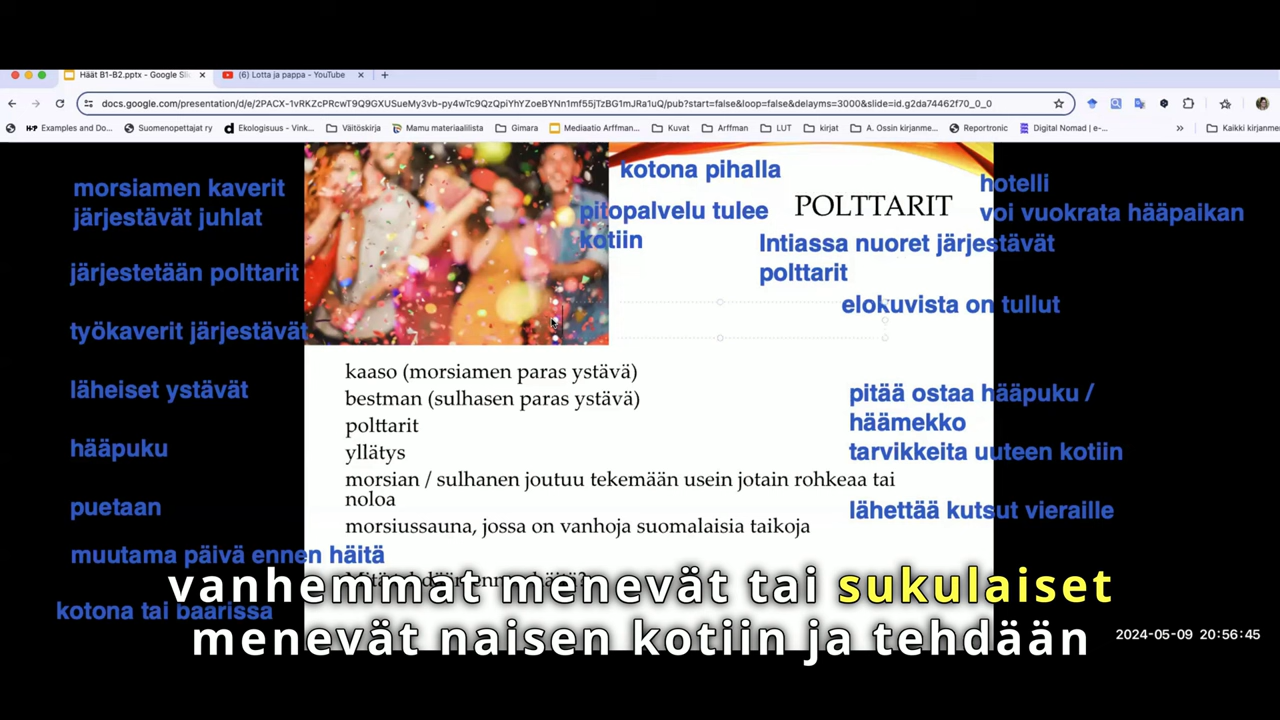 Häät B1-B2.pptx - Google Sli
(6) Lotta ja pappa - YouTube
docs.google.com/presentation/d/e/2PACX-1vRKZcPRcwT9Q9GXUSueMy3vb-py4wTc9QzQpiYhYZoeBYNn1mf55jTzBG1mJRa1uQ/pub?start=false&loop=false&delayms=3000&slide=id.g2da74462f70_0_0
Examples and Do...
Suomenopettajat ry
Ekologisuus - Vink...
Väitöskirja
Mamu materiaalilista
Gimara
Mediaatio Arffman...
Kuvat
Arffman
LUT
kirjat
A. Ossin kirjanme...
Reportronic
Digital Nomad | e-...
Kaikki kirjanme
morsiamen kaverit
järjestävät juhlat
järjestetään polttarit
työkaverit järjestävät
läheiset ystävät
hääpuku
puetaan
muutama päivä ennen häitä
kotona tai baarissa
kotona pihalla
pitopalvelu tulee
kotiin
POLTTARIT
hotelli
voi vuokrata hääpaikan
Intiassa nuoret järjestävät
polttarit
elokuvista on tullut
kaaso (morsiamen paras ystävä)
bestman (sulhasen paras ystävä)
polttarit
yllätys
morsian / sulhanen joutuu tekemään usein jotain rohkeaa tai
noloa
morsiussauna, jossa on vanhoja suomalaisia taikoja
pitää ostaa hääpuku /
häämekko
tarvikkeita uuteen kotiin
lähettää kutsut vieraille
vanhemmat menevät tai sukulaiset
menevät naisen kotiin ja tehdään
2024-05-09 20:56:45